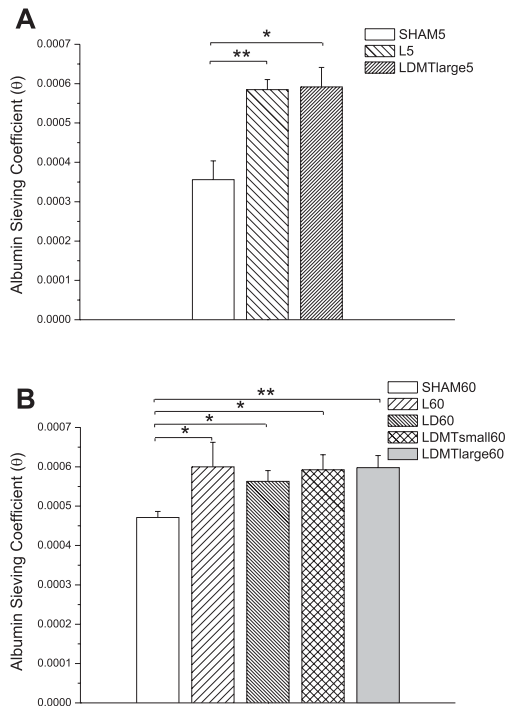 A
SHAM5
L5
LDMTlarge5
*
**
Albumin Sieving Coefficient (θ)
0.0007
0.0006
0.0005
0.0004
0.0003
0.0002
0.0001
0.0000
B
SHAM60
L60
LD60
LDMTsmall60
LDMTlarge60
**
*
*
*
Albumin Sieving Coefficient (θ)
0.0007
0.0006
0.0005
0.0004
0.0003
0.0002
0.0001
0.0000